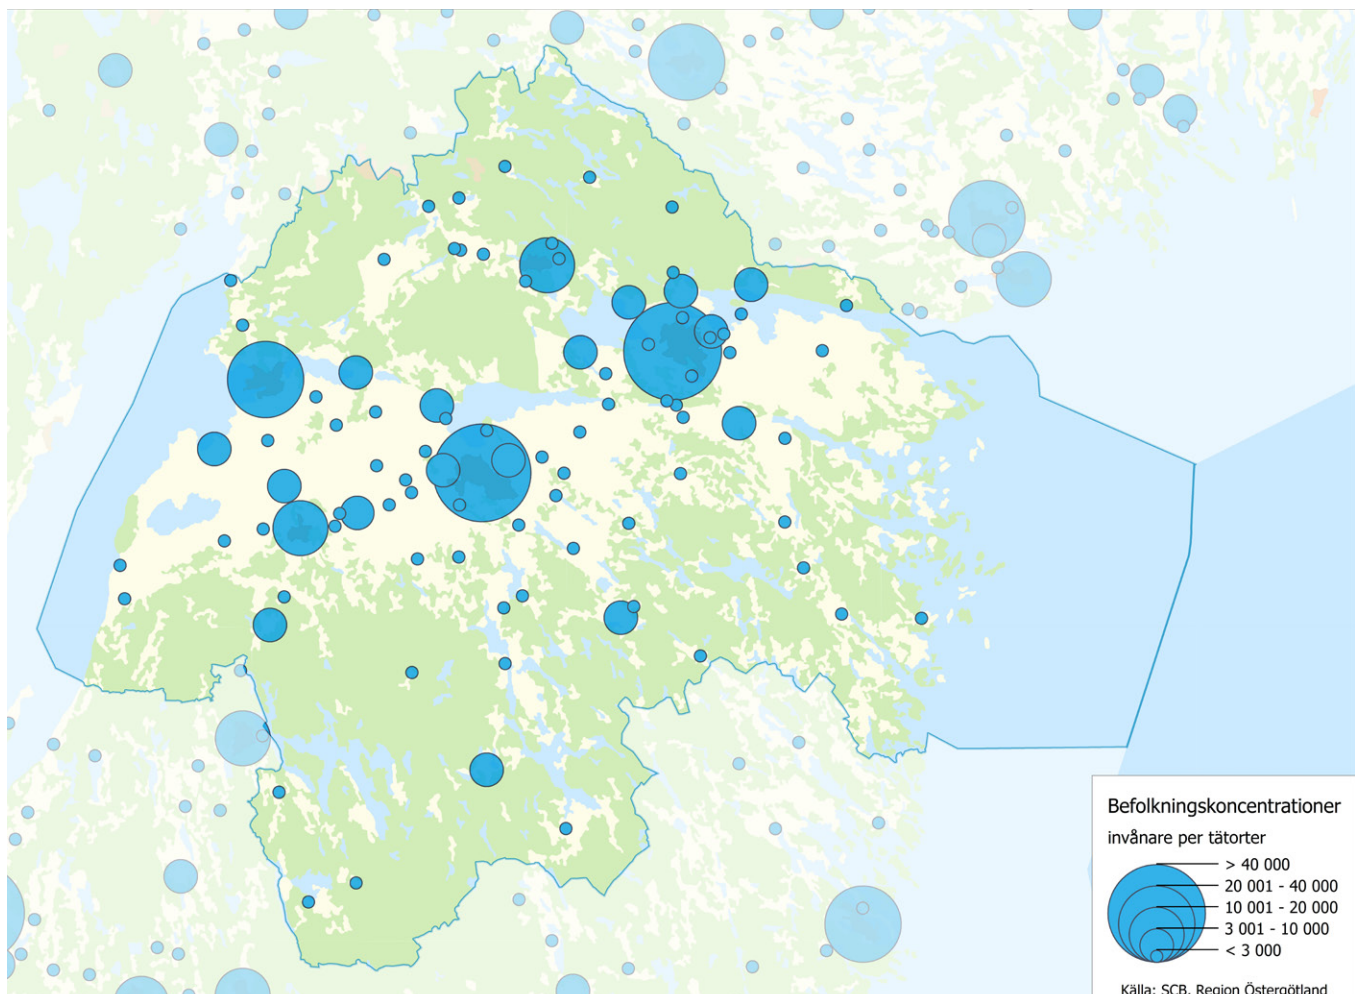 Befolkningskoncentrationer
invånare per tätorter
> 40 000
20 001 - 40 000
10 001 - 20 000
3 001 - 10 000
< 3 000
Källa: SCB, Region Östergötland